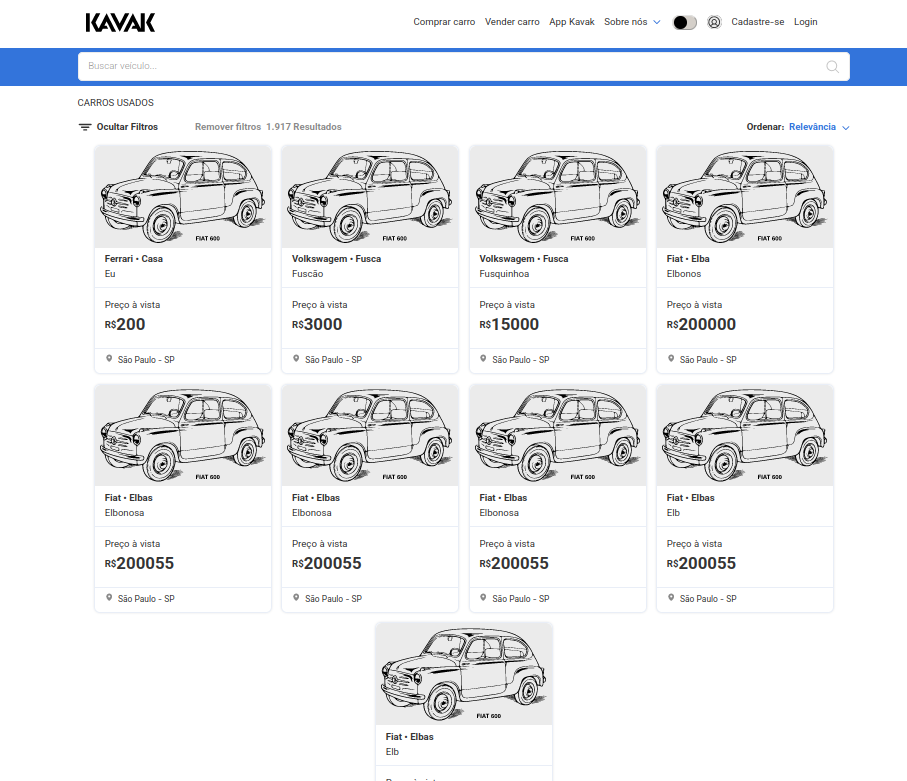 KAVAK
Comprar carro Vender carro App Kavak Sobre nós Cadastre-se Login
Buscar veículo...
CARROS USADOS
Ocultar Filtros Remover filtros 1.917 Resultados Ordenar: Relevância
FIAT 600 FIAT 600 FIAT 600 FIAT 600
Ferrari • Casa Volkswagem • Fusca Volkswagem • Fusca Fiat • Elba
Eu Fuscão Fusquinhoa Elbonos
Preço à vista Preço à vista Preço à vista Preço à vista
R$200 R$3000 R$15000 R$200000
São Paulo - SP São Paulo - SP São Paulo - SP São Paulo - SP
FIAT 600 FIAT 600 FIAT 600 FIAT 600
Fiat • Elbas Fiat • Elbas Fiat • Elbas Fiat • Elbas
Elbonosa Elbonosa Elbonosa Elb
Preço à vista Preço à vista Preço à vista Preço à vista
R$200055 R$200055 R$200055 R$200055
São Paulo - SP São Paulo - SP São Paulo - SP São Paulo - SP
FIAT 600
Fiat • Elbas
Elb